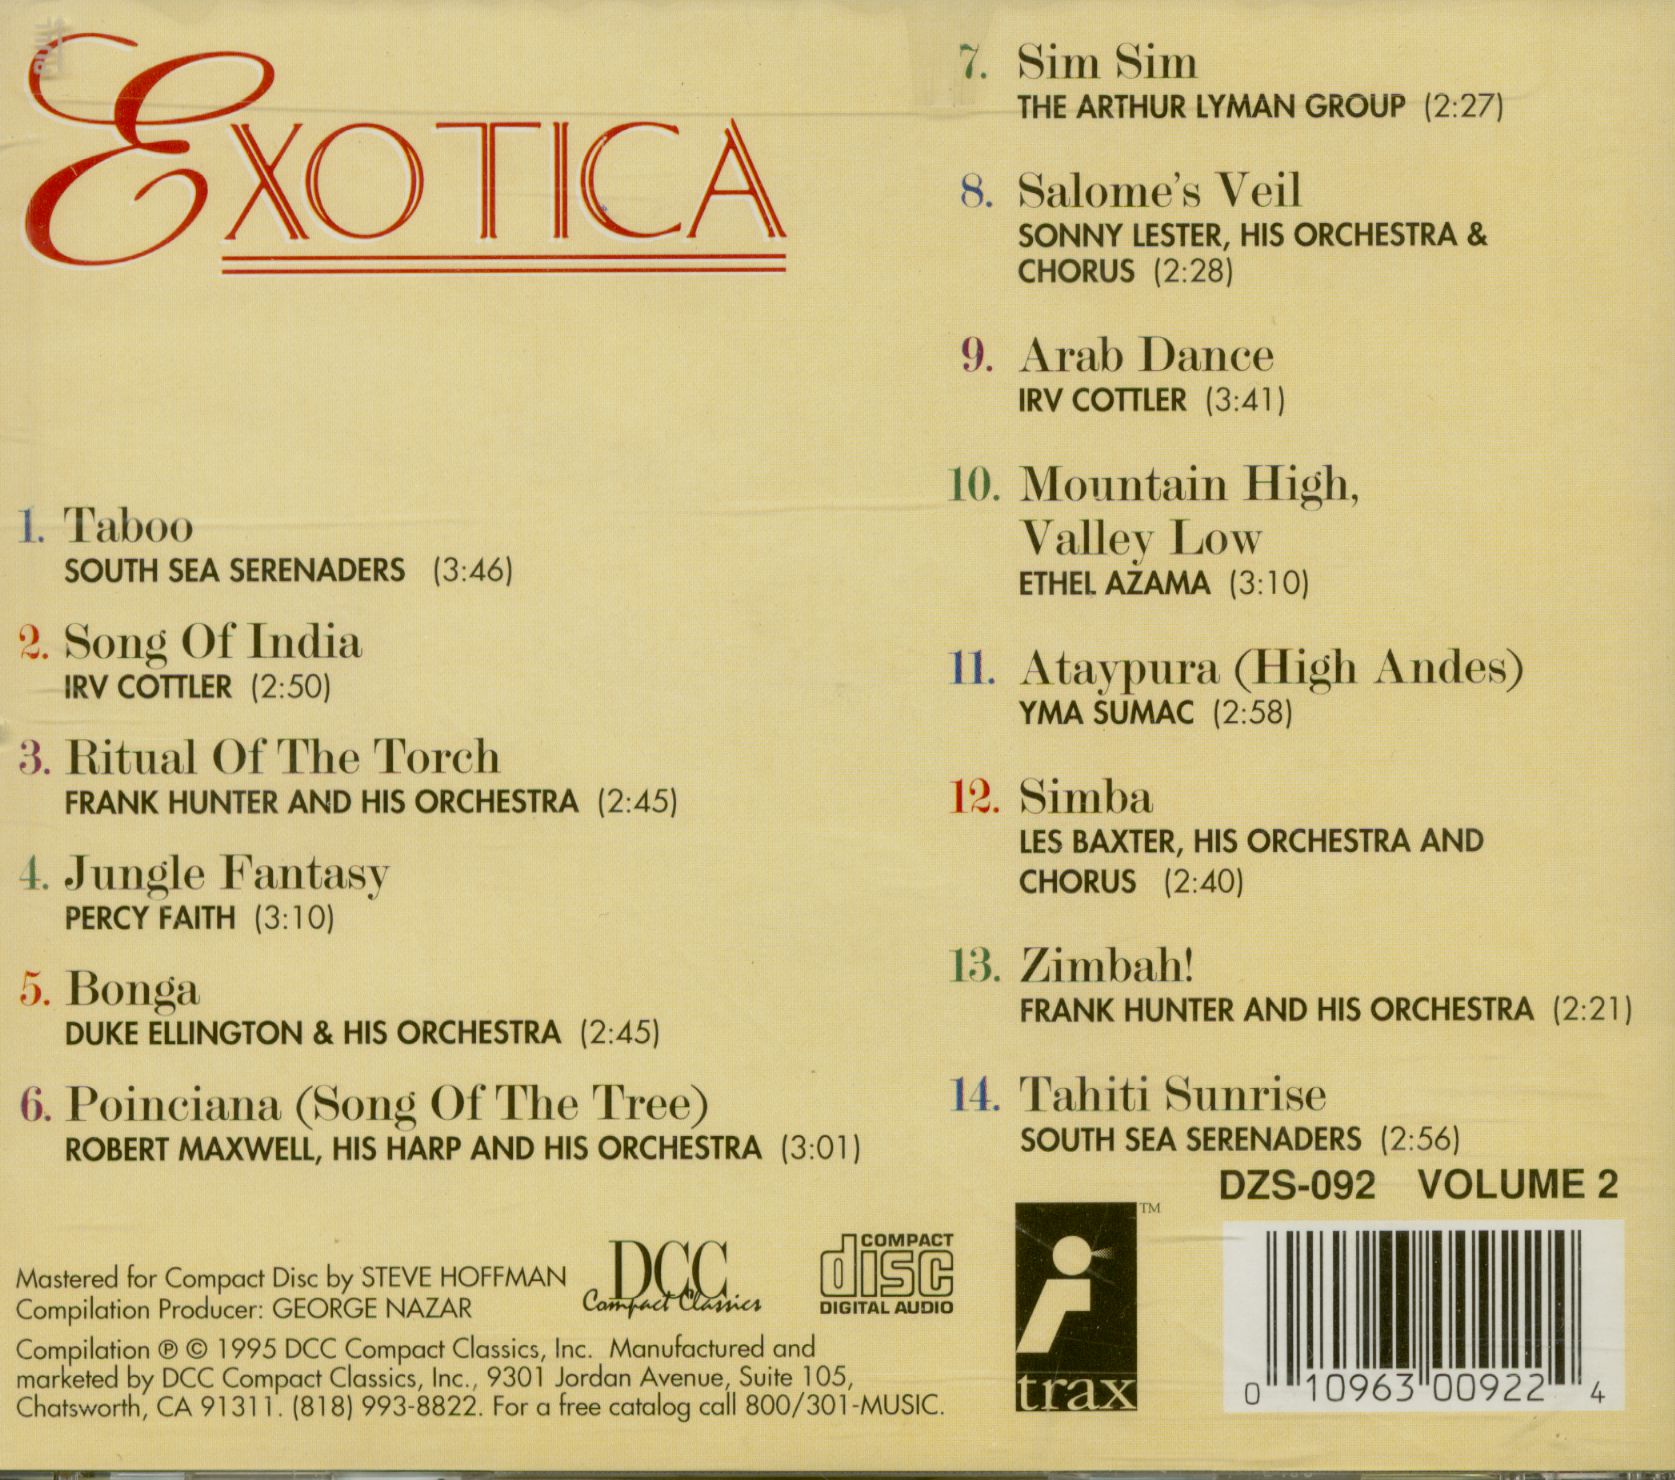 EXOTICA
1. Taboo
SOUTH SEA SERENADERS (3:46)
2. Song Of India
IRV COTTLER (2:50)
3. Ritual Of The Torch
FRANK HUNTER AND HIS ORCHESTRA (2:45)
4. Jungle Fantasy
PERCY FAITH (3:10)
5. Bonga
DUKE ELLINGTON & HIS ORCHESTRA (2:45)
6. Poinciana (Song Of The Tree)
ROBERT MAXWELL, HIS HARP AND HIS ORCHESTRA (3:01)
7. Sim Sim
THE ARTHUR LYMAN GROUP (2:27)
8. Salome's Veil
SONNY LESTER, HIS ORCHESTRA &
CHORUS (2:28)
9. Arab Dance
IRV COTTLER (3:41)
10. Mountain High,
Valley Low
ETHEL AZAMA (3:10)
11. Ataypura (High Andes)
YMA SUMAC (2:58)
12. Simba
LES BAXTER, HIS ORCHESTRA AND
CHORUS (2:40)
13. Zimbah!
FRANK HUNTER AND HIS ORCHESTRA (2:21)
14. Tahiti Sunrise
SOUTH SEA SERENADERS (2:56)
DZS-092 VOLUME 2
Mastered for Compact Disc by STEVE HOFFMAN
Compilation Producer: GEORGE NAZAR
Compilation ℗ © 1995 DCC Compact Classics, Inc. Manufactured and
marketed by DCC Compact Classics, Inc., 9301 Jordan Avenue, Suite 105,
Chatsworth, CA 91311. (818) 993-8822. For a free catalog call 800/301-MUSIC.
DCC
Compact Classics
COMPACT
disc
DIGITAL AUDIO
TM
trax
0 10963 00922 4